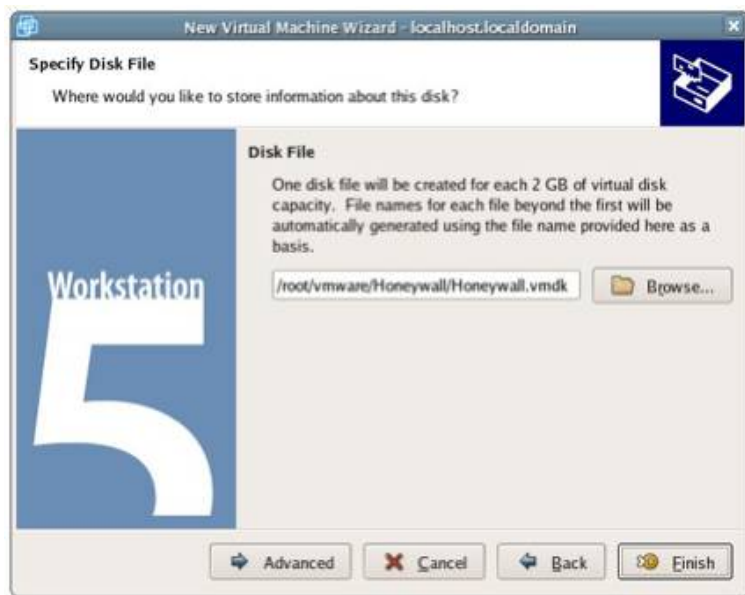 New Virtual Machine Wizard - localhost.localdomain
Specify Disk File
Where would you like to store information about this disk?
Disk File
One disk file will be created for each 2 GB of virtual disk
capacity. File names for each file beyond the first will be
automatically generated using the file name provided here as a
basis.
/root/vmware/Honeywall/Honeywall.vmdk
Browse...
Workstation
5
Advanced
Cancel
Back
Finish